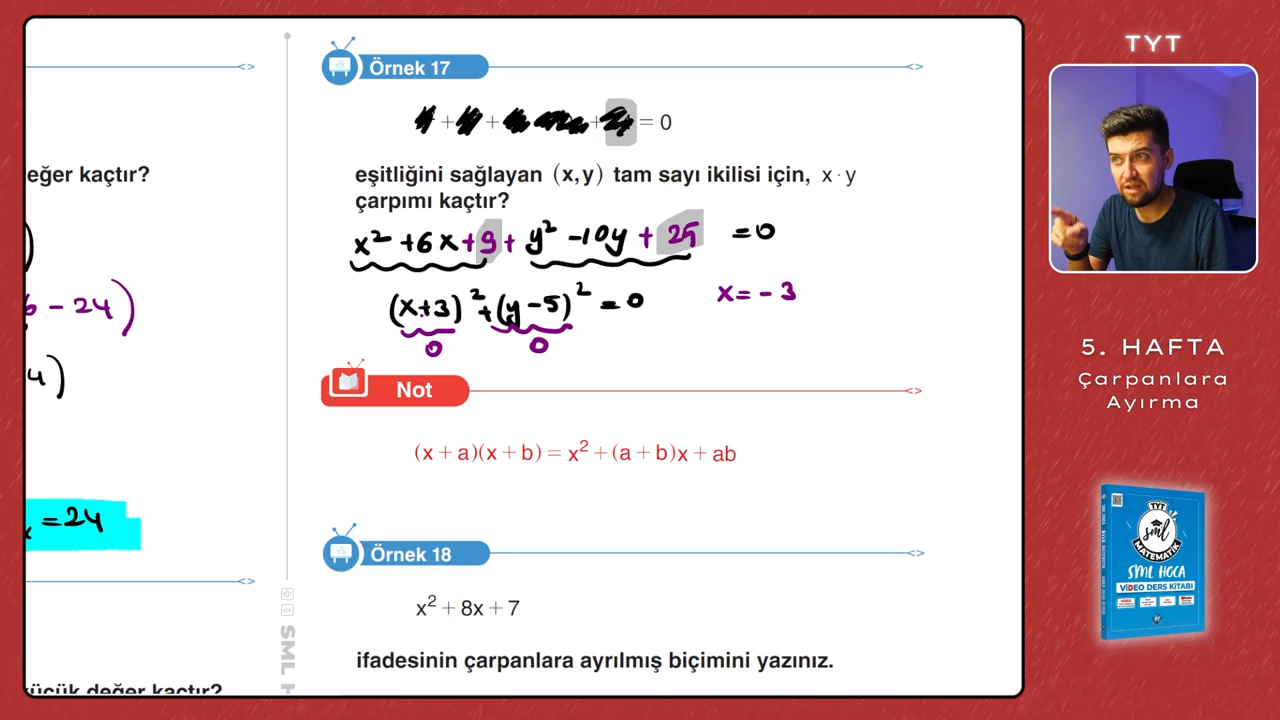 değer kaçtır?
- 24)
4)
= 24
küçük değer kaçtır?
SML H
Örnek 17
+ + + = 0
eşitliğini sağlayan (x, y) tam sayı ikilisi için, x · y
çarpımı kaçtır?
x² + 6x + 9 + y² - 10y + 25 = 0
(x + 3)² + (y - 5)² = 0
x = - 3
0 0
Not
(x + a)(x + b) = x² + (a + b)x + ab
Örnek 18
x² + 8x + 7
ifadesinin çarpanlara ayrılmış biçimini yazınız.
TYT
5. HAFTA
Çarpanlara
Ayırma
TYT
sml
MATEMATİK
SML HOCA
VİDEO DERS KİTABI